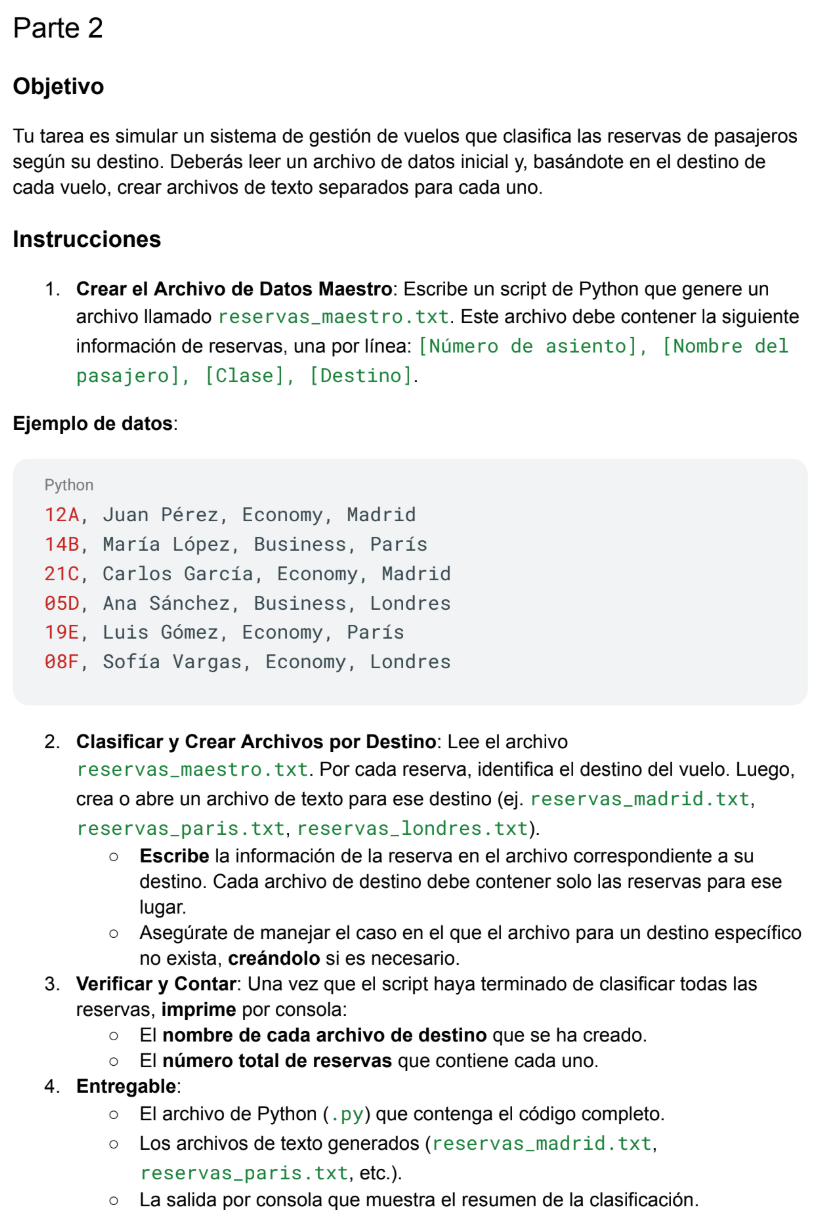 Parte 2
Objetivo
Tu tarea es simular un sistema de gestión de vuelos que clasifica las reservas de pasajeros
según su destino. Deberás leer un archivo de datos inicial y, basándote en el destino de
cada vuelo, crear archivos de texto separados para cada uno.
Instrucciones
1. Crear el Archivo de Datos Maestro: Escribe un script de Python que genere un
archivo llamado reservas_maestro.txt. Este archivo debe contener la siguiente
información de reservas, una por línea: [Número de asiento], [Nombre del
pasajero], [Clase], [Destino].
Ejemplo de datos:
Python
12A, Juan Pérez, Economy, Madrid
14B, María López, Business, París
21C, Carlos García, Economy, Madrid
05D, Ana Sánchez, Business, Londres
19E, Luis Gómez, Economy, París
08F, Sofía Vargas, Economy, Londres
2. Clasificar y Crear Archivos por Destino: Lee el archivo
reservas_maestro.txt. Por cada reserva, identifica el destino del vuelo. Luego,
crea o abre un archivo de texto para ese destino (ej. reservas_madrid.txt,
reservas_paris.txt, reservas_londres.txt).
○ Escribe la información de la reserva en el archivo correspondiente a su
destino. Cada archivo de destino debe contener solo las reservas para ese
lugar.
○ Asegúrate de manejar el caso en el que el archivo para un destino específico
no exista, creándolo si es necesario.
3. Verificar y Contar: Una vez que el script haya terminado de clasificar todas las
reservas, imprime por consola:
○ El nombre de cada archivo de destino que se ha creado.
○ El número total de reservas que contiene cada uno.
4. Entregable:
○ El archivo de Python (.py) que contenga el código completo.
○ Los archivos de texto generados (reservas_madrid.txt,
reservas_paris.txt, etc.).
○ La salida por consola que muestra el resumen de la clasificación.